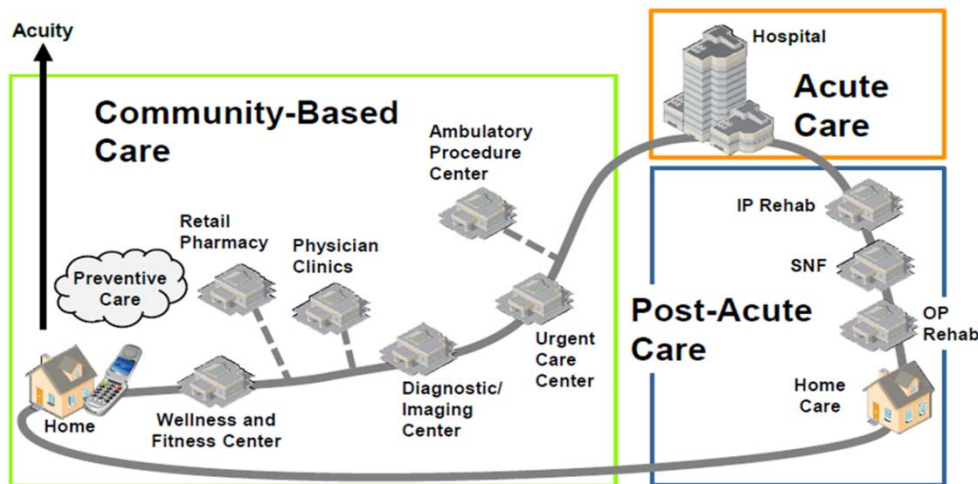 Acuity
Community-Based
Care
Preventive
Care
Home
Wellness and
Fitness Center
Retail
Pharmacy
Physician
Clinics
Diagnostic/
Imaging
Center
Ambulatory
Procedure
Center
Urgent
Care
Center
Hospital
Acute
Care
Post-Acute
Care
IP Rehab
SNF
OP
Rehab
Home
Care